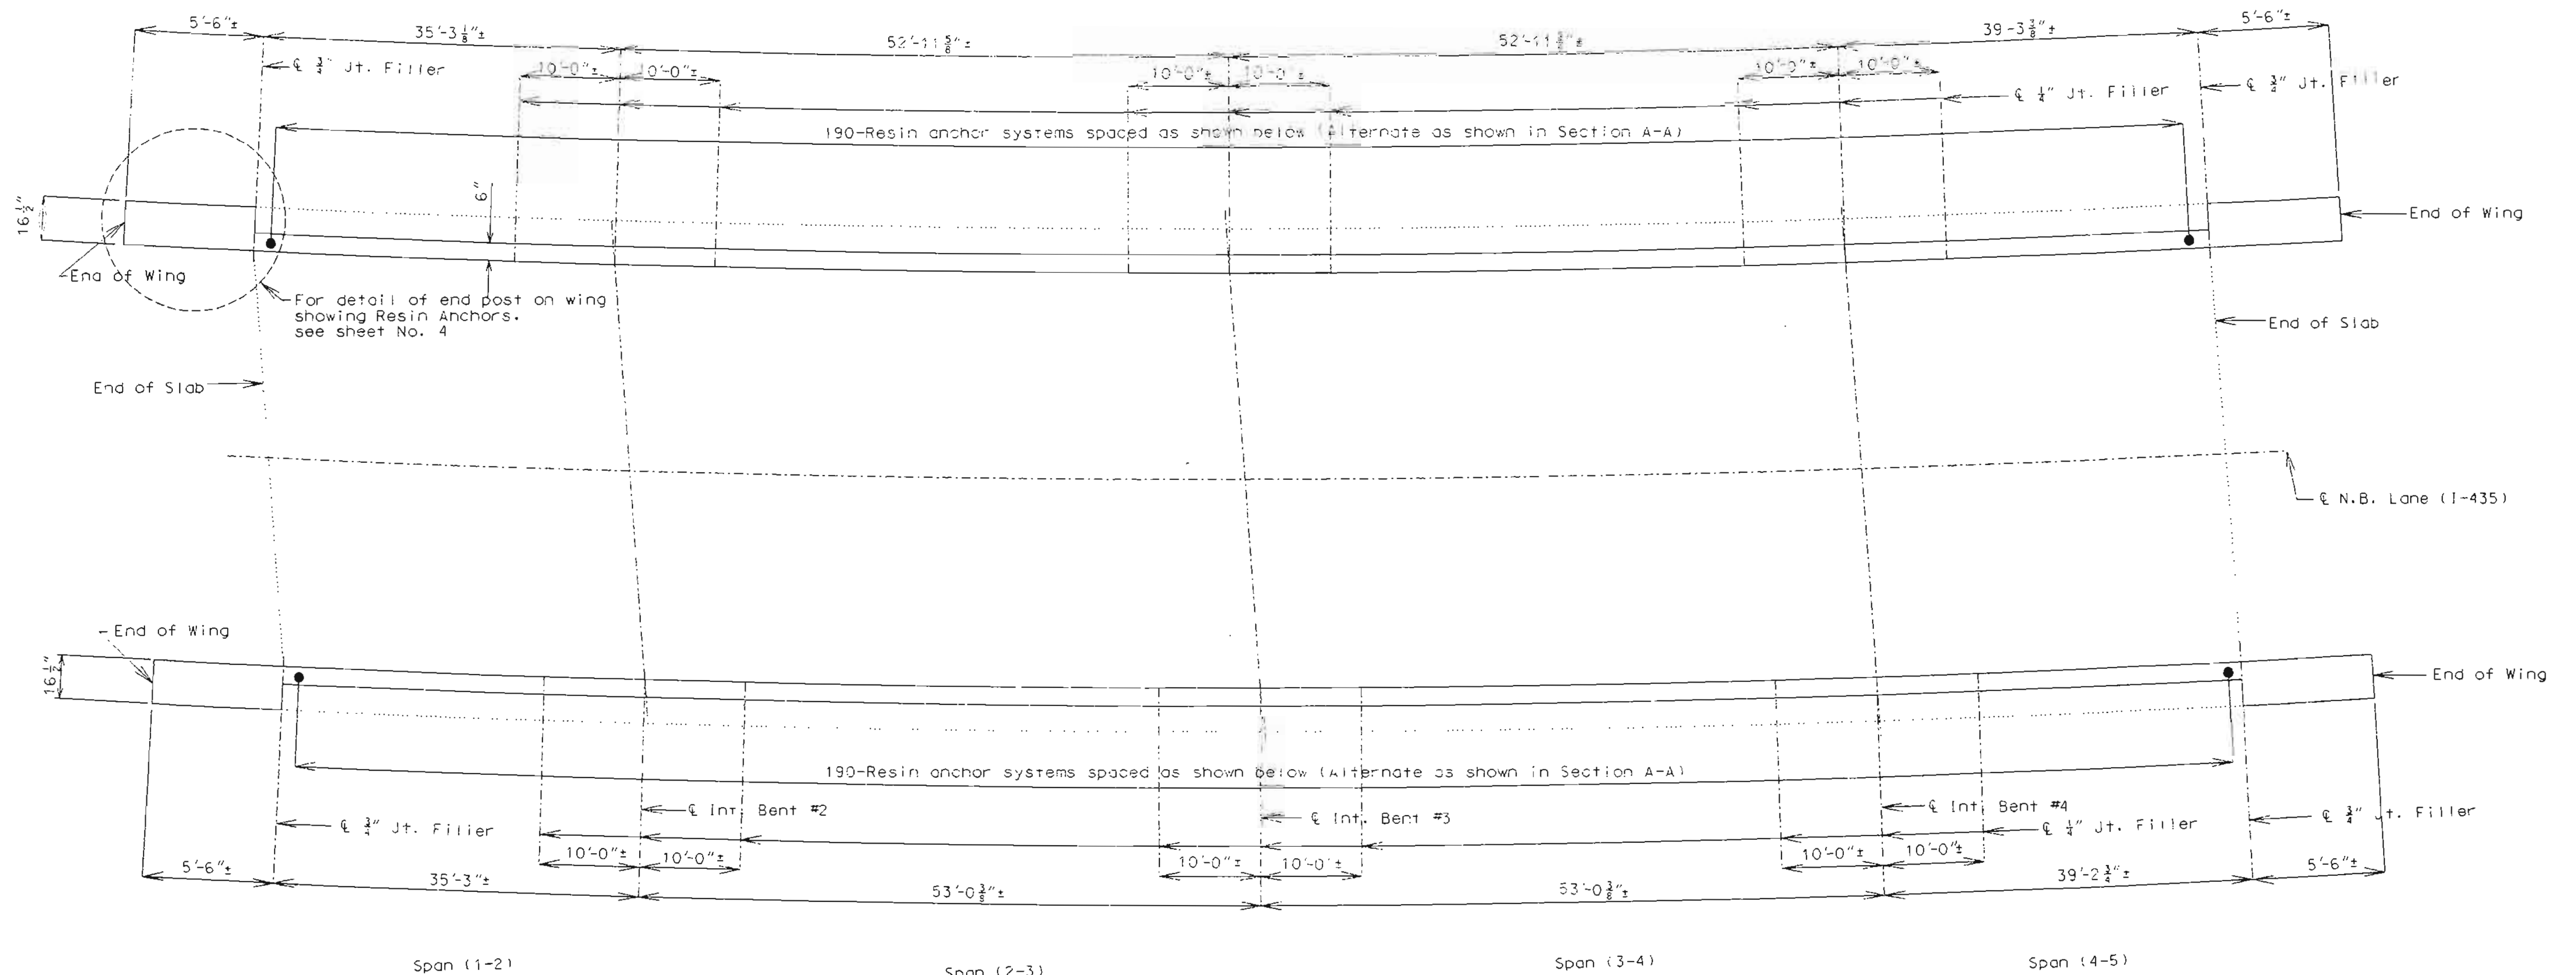 5'-6"±
35'-3 1/8"±
52'-11 5/8"±
52'-11
39-3 3/8"±
5'-6"±
℄ 3/4" Jt. Filler
10'-0"±
10'-0"±
10'-0"±
10'-0"±
10'-0"±
10'-0"±
℄ 1/4" Jt. Filler
℄ 3/4" Jt. Filler
190-Resin anchor systems spaced as shown below (Alternate as shown in Section A-A)
16 1/2"
6"
End of Wing
End of Wing
For detail of end post on wing
showing Resin Anchors.
see sheet No. 4
End of Slab
End of Slab
℄ N.B. Lane (I-435)
End of Wing
16 1/2"
End of Wing
190-Resin anchor systems spaced as shown below (Alternate as shown in Section A-A)
℄ Int. Bent #2
℄ Int. Bent #3
℄ Int. Bent #4
℄ 3/4" Jt. Filler
℄ 1/4" Jt. Filler
℄ 3/4" Jt. Filler
10'-0"±
10'-0"±
10'-0"±
10'-0"±
10'-0"±
10'-0"±
5'-6"±
35'-3"±
53'-0 3/8"±
53'-0 3/8"±
39'-2 3/4"±
5'-6"±
Span (1-2)
Span (2-3)
Span (3-4)
Span (4-5)